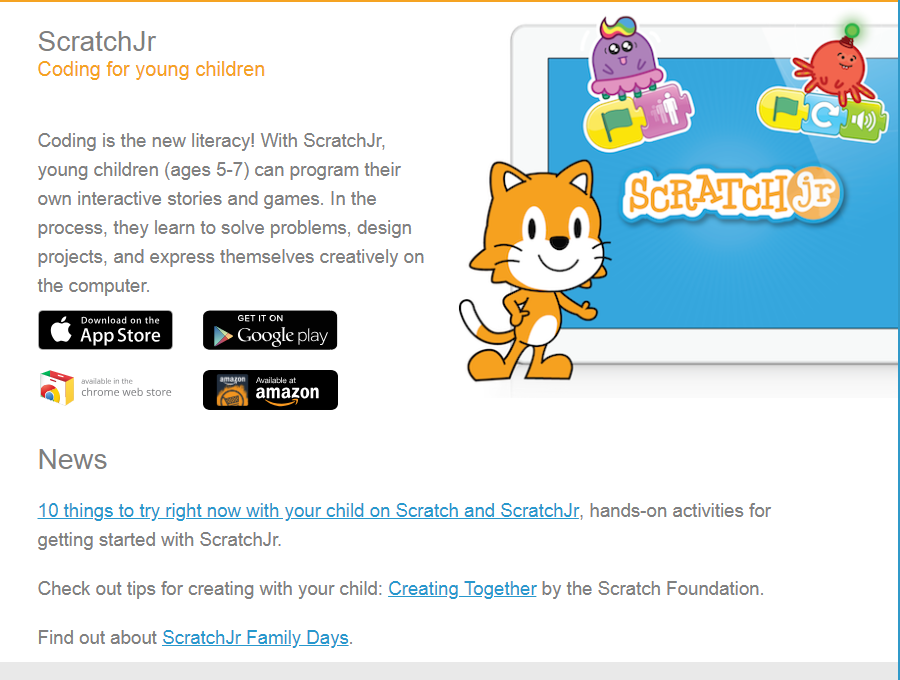 ScratchJr
Coding for young children
Coding is the new literacy! With ScratchJr,
young children (ages 5-7) can program their
own interactive stories and games. In the
process, they learn to solve problems, design
projects, and express themselves creatively on
the computer.
Download on the
App Store
GET IT ON
Google play
available in the
chrome web store
amazon
Available at
amazon
SCRATCH jr
News
10 things to try right now with your child on Scratch and ScratchJr, hands-on activities for
getting started with ScratchJr.
Check out tips for creating with your child: Creating Together by the Scratch Foundation.
Find out about ScratchJr Family Days.